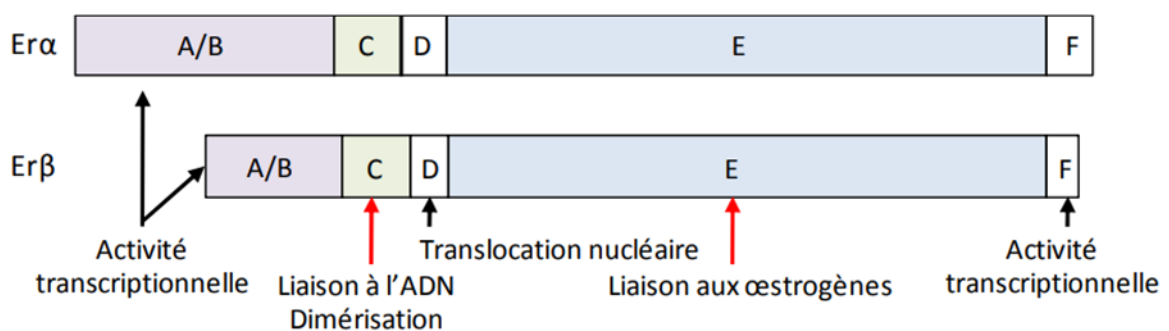 Erα A/B C D E F
Erβ A/B C D E F
Activité
transcriptionnelle
Liaison à l’ADN
Dimérisation
Translocation nucléaire
Liaison aux œstrogènes
Activité
transcriptionnelle